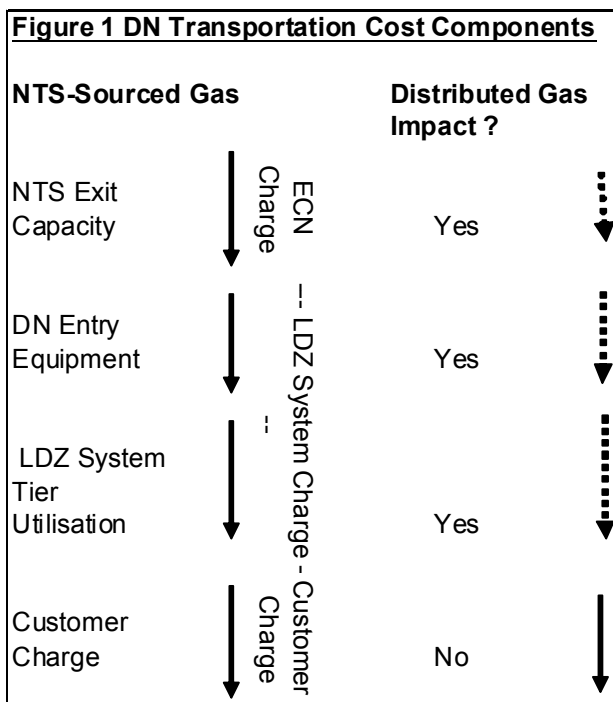 Figure 1 DN Transportation Cost Components
NTS-Sourced Gas
Distributed Gas
Impact ?
NTS Exit
Capacity
Yes
DN Entry
Equipment
Yes
LDZ System
Tier
Utilisation
Yes
Customer
Charge
No
ECN --- LDZ System Charge - Customer
Charge
--
Charge